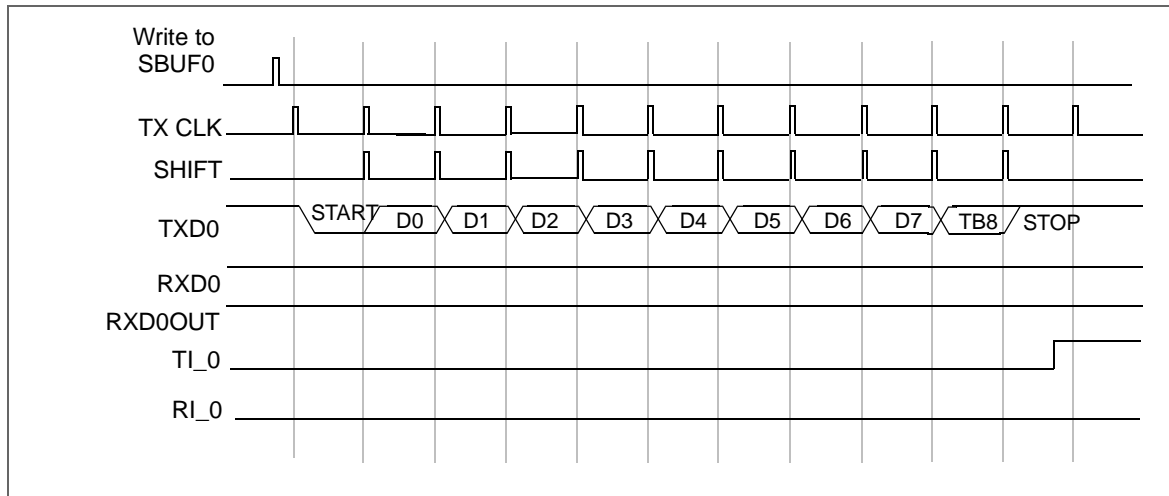 Write to
SBUF0
TX CLK
SHIFT
TXD0
START D0 D1 D2 D3 D4 D5 D6 D7 TB8 STOP
RXD0
RXD0OUT
TI_0
RI_0